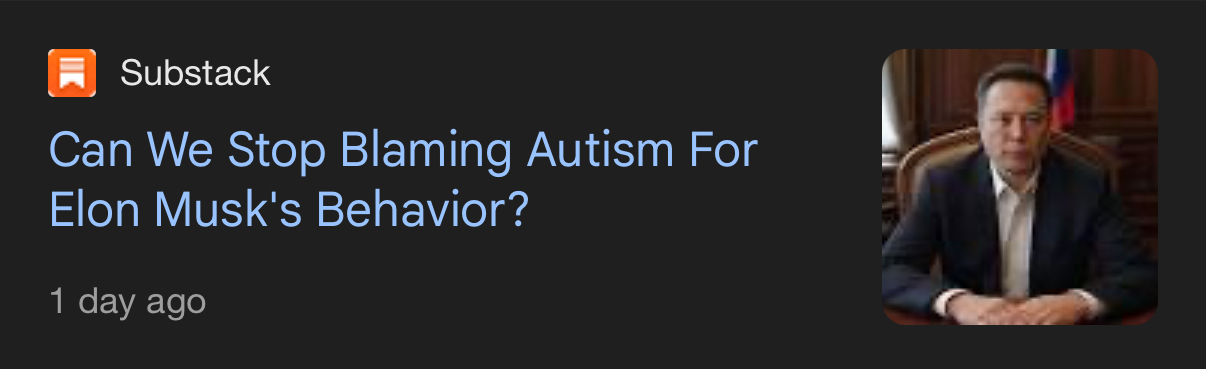 Substack
Can We Stop Blaming Autism For
Elon Musk's Behavior?
1 day ago